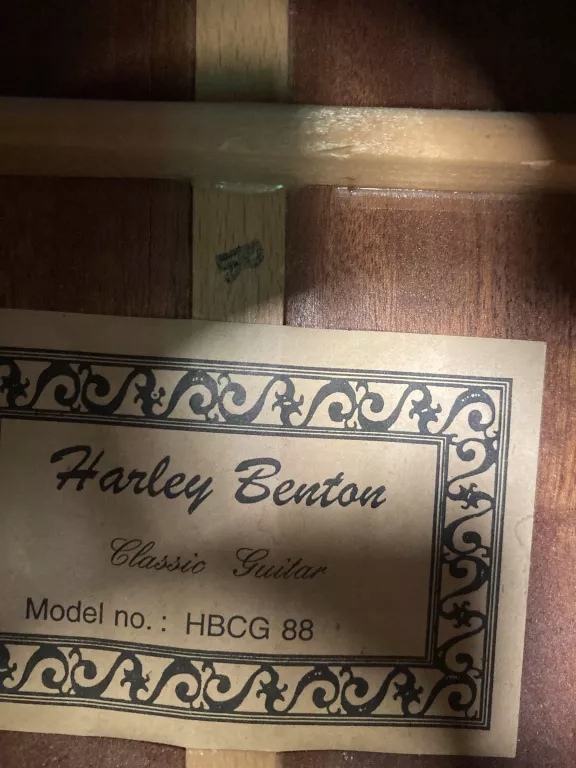 Harley Benton
Classic Guitar
Model no.: HBCG 88